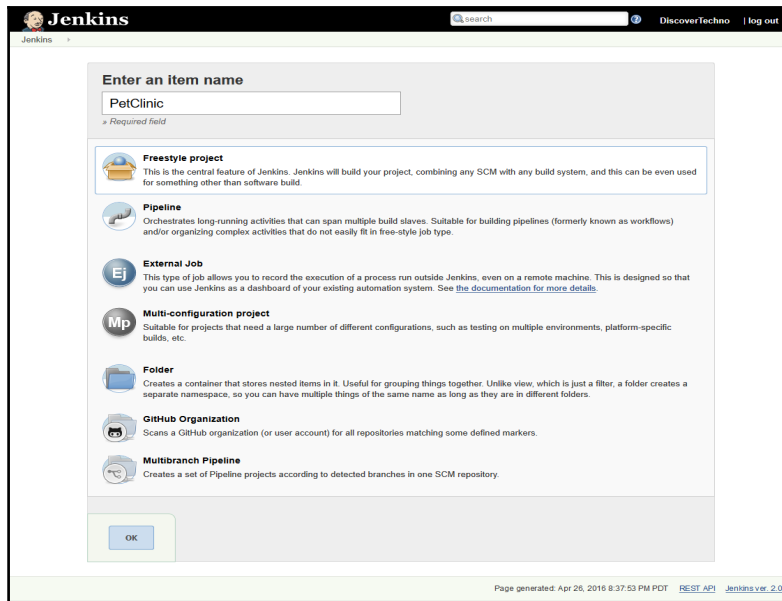 Jenkins
search
DiscoverTechno | log out
Jenkins
Enter an item name
PetClinic
» Required field
Freestyle project
This is the central feature of Jenkins. Jenkins will build your project, combining any SCM with any build system, and this can be even used
for something other than software build.
Pipeline
Orchestrates long-running activities that can span multiple build slaves. Suitable for building pipelines (formerly known as workflows)
and/or organizing complex activities that do not easily fit in free-style job type.
Ej
External Job
This type of job allows you to record the execution of a process run outside Jenkins, even on a remote machine. This is designed so that
you can use Jenkins as a dashboard of your existing automation system. See the documentation for more details.
Mp
Multi-configuration project
Suitable for projects that need a large number of different configurations, such as testing on multiple environments, platform-specific
builds, etc.
Folder
Creates a container that stores nested items in it. Useful for grouping things together. Unlike view, which is just a filter, a folder creates a
separate namespace, so you can have multiple things of the same name as long as they are in different folders.
GitHub Organization
Scans a GitHub organization (or user account) for all repositories matching some defined markers.
Multibranch Pipeline
Creates a set of Pipeline projects according to detected branches in one SCM repository.
OK
Page generated: Apr 26, 2016 8:37:53 PM PDT REST API Jenkins ver. 2.0